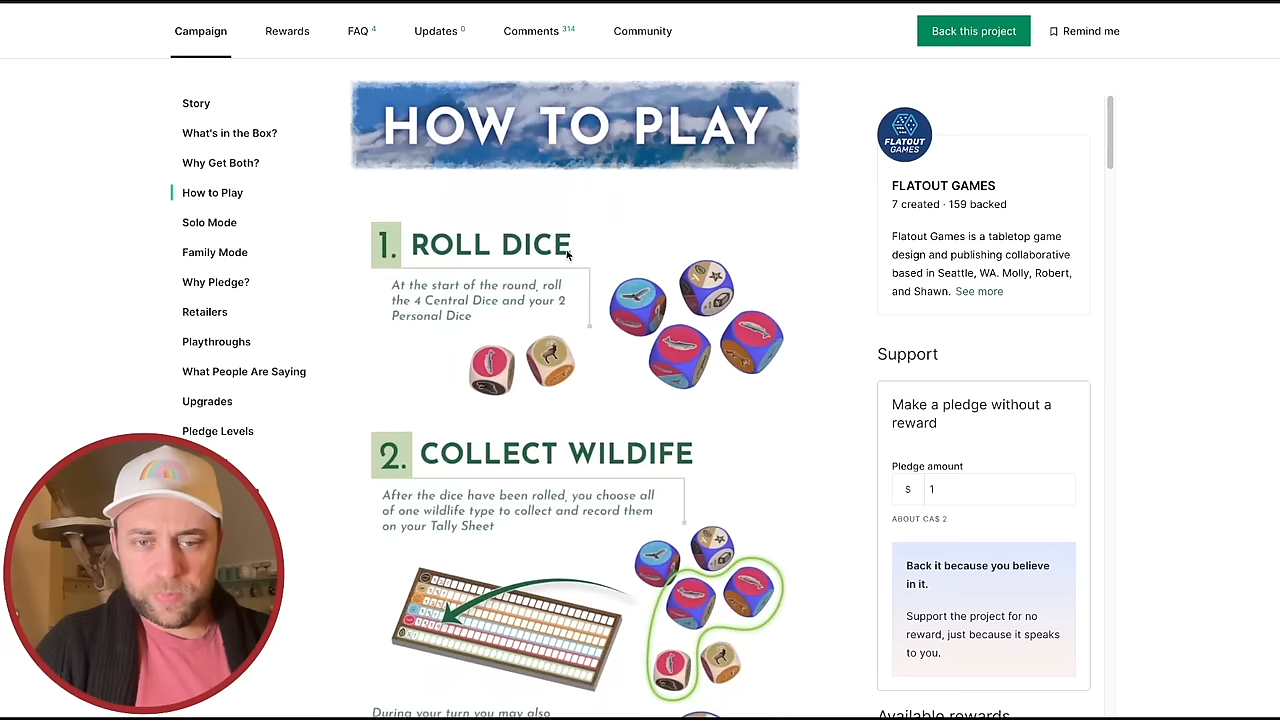 Campaign
Rewards
FAQ 4
Updates 0
Comments 314
Community
Back this project
Remind me
Story
What's in the Box?
Why Get Both?
How to Play
Solo Mode
Family Mode
Why Pledge?
Retailers
Playthroughs
What People Are Saying
Upgrades
Pledge Levels
HOW TO PLAY
1. ROLL DICE
At the start of the round, roll
the 4 Central Dice and your 2
Personal Dice
2. COLLECT WILDLIFE
After the dice have been rolled, you choose all
of one wildlife type to collect and record them
on your Tally Sheet
During your turn you may also
FLATOUT
GAMES
FLATOUT GAMES
7 created · 159 backed
Flatout Games is a tabletop game
design and publishing collaborative
based in Seattle, WA. Molly, Robert,
and Shawn. See more
Support
Make a pledge without a
reward
Pledge amount
$ 1
ABOUT CA$ 2
Back it because you believe
in it.
Support the project for no
reward, just because it speaks
to you.
Available rewards